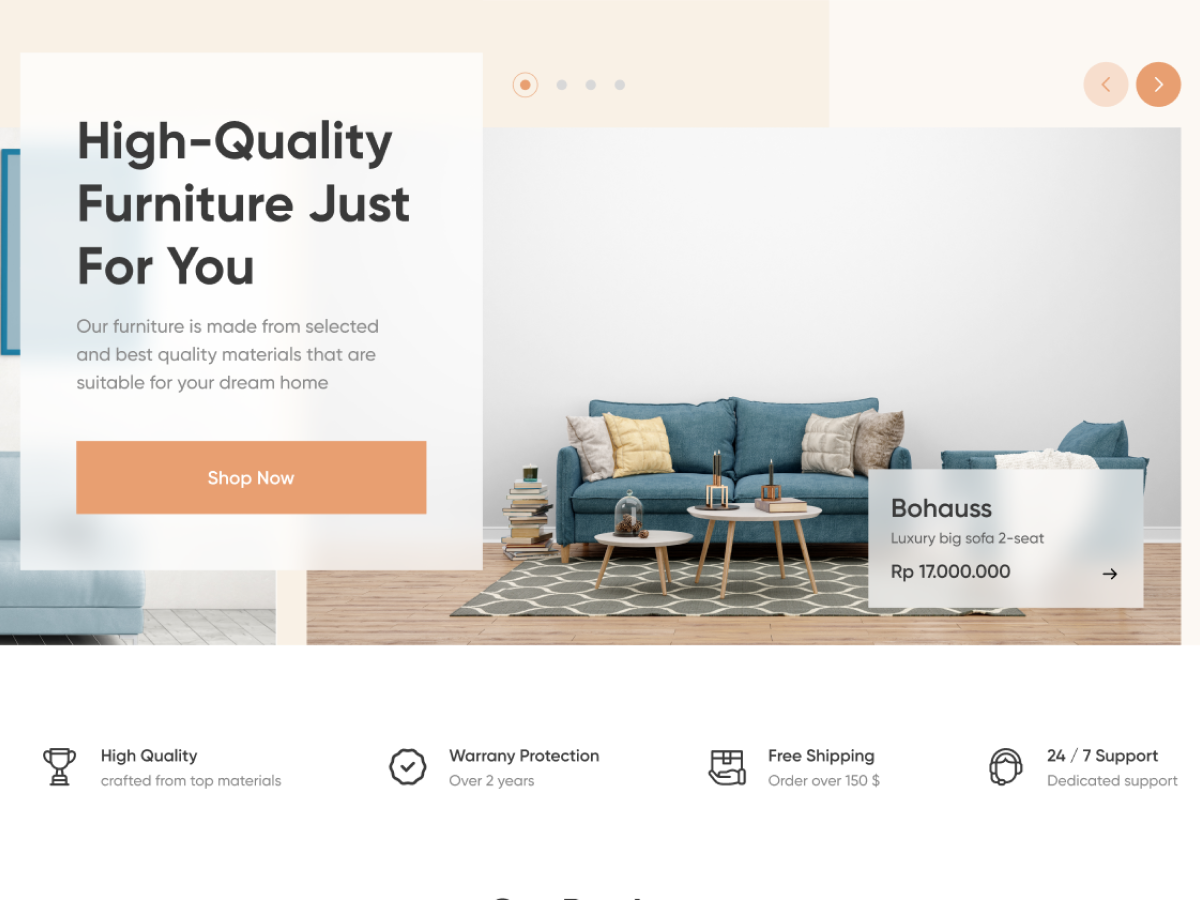 High-Quality
Furniture Just
For You
Our furniture is made from selected
and best quality materials that are
suitable for your dream home
Shop Now
Bohauss
Luxury big sofa 2-seat
Rp 17.000.000
High Quality
crafted from top materials
Warrany Protection
Over 2 years
Free Shipping
Order over 150 $
24 / 7 Support
Dedicated support